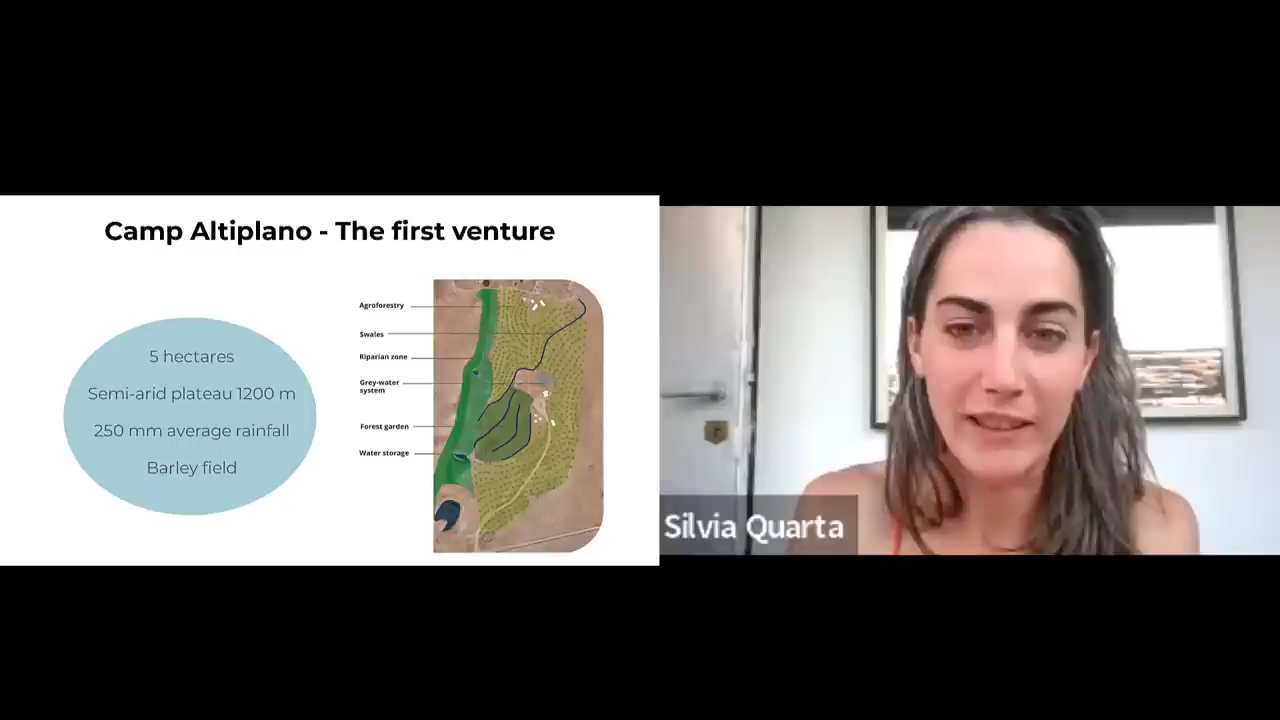 Camp Altiplano - The first venture
5 hectares
Semi-arid plateau 1200 m
250 mm average rainfall
Barley field
Agroforestry
Swales
Riparian zone
Grey-water
system
Forest garden
Water storage
Silvia Quarta